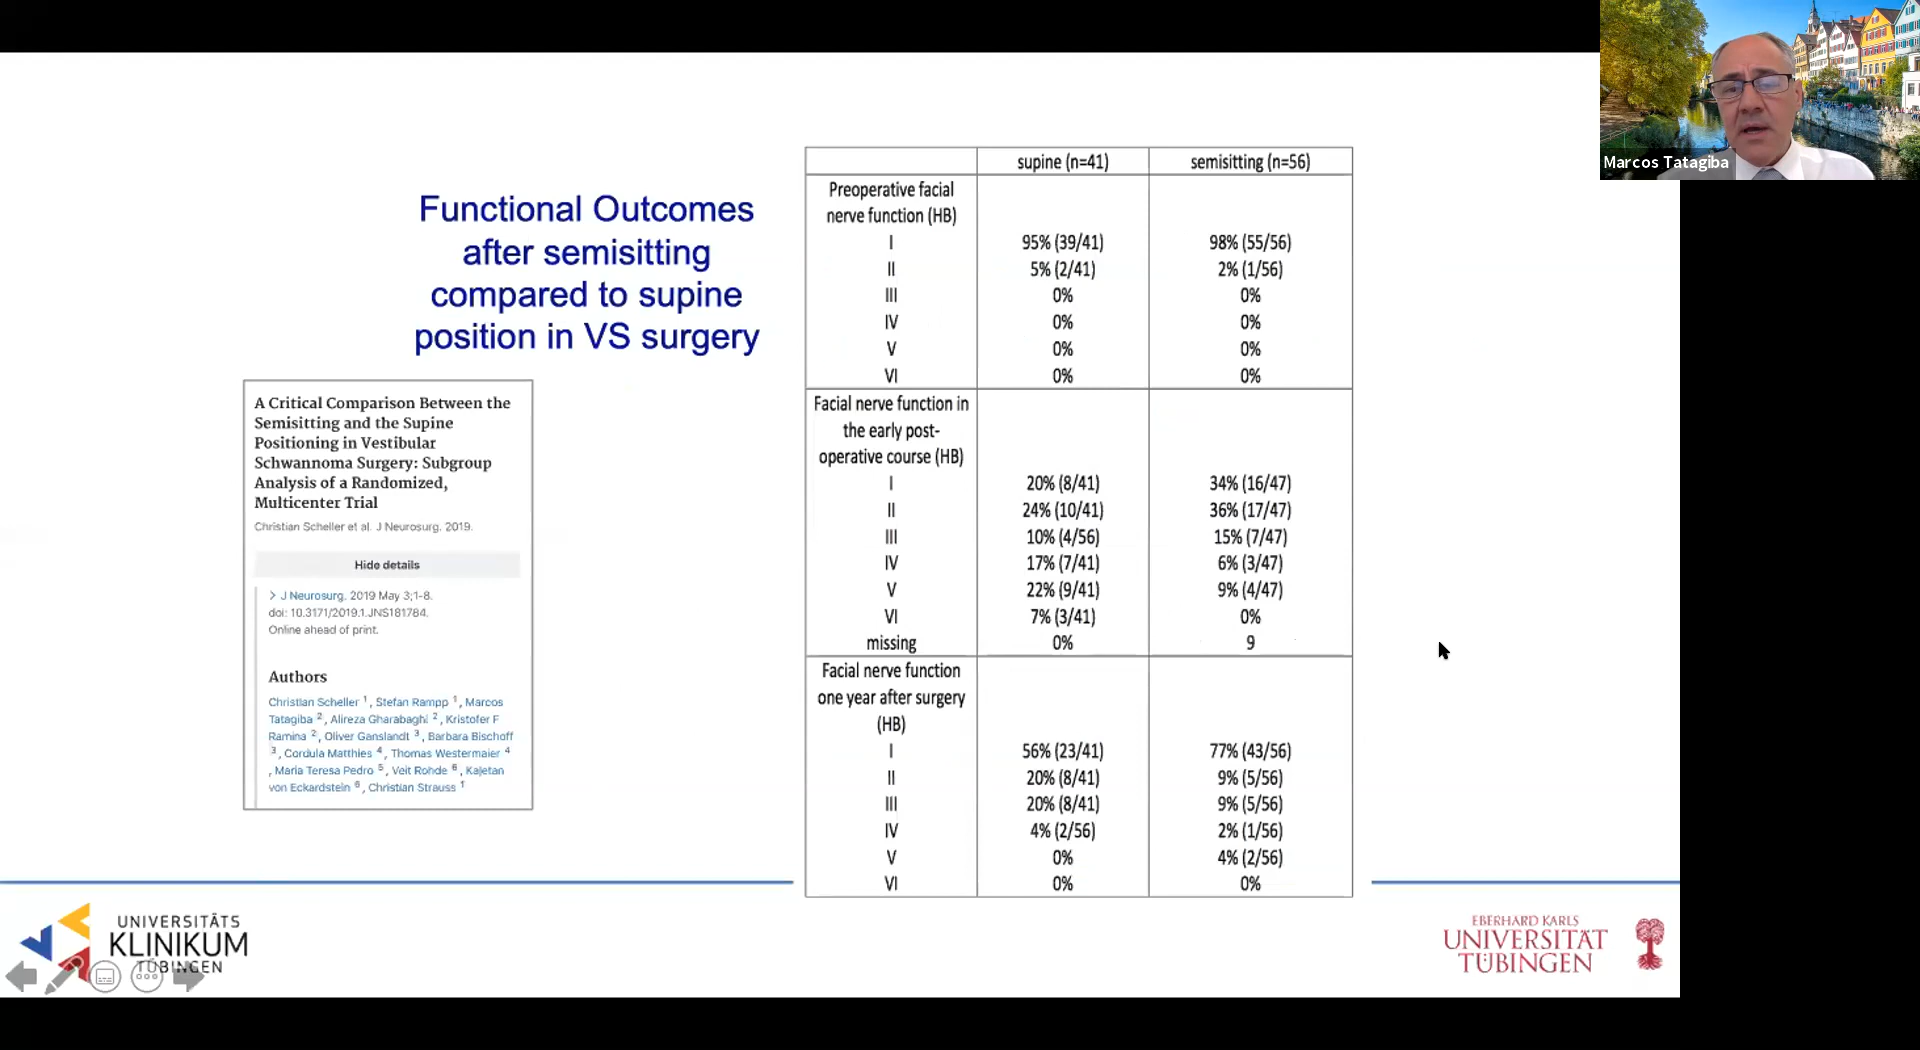 Marcos Tatagiba
Functional Outcomes
after semisitting
compared to supine
position in VS surgery
A Critical Comparison Between the
Semisitting and the Supine
Positioning in Vestibular
Schwannoma Surgery: Subgroup
Analysis of a Randomized,
Multicenter Trial
Christian Scheller et al. J Neurosurg. 2019.
Hide details
> J Neurosurg. 2019 May 3;1-8.
doi: 10.3171/2019.1.JNS181784.
Online ahead of print.
Authors
Christian Scheller 1, Stefan Rampp 1, Marcos
Tatagiba 2, Alireza Gharabaghi 2, Kristofer F
Ramina 2, Oliver Ganslandt 3, Barbara Bischoff
3, Cordula Matthies 4, Thomas Westermaier 4
, Maria Teresa Pedro 5, Veit Rohde 6, Kajetan
von Eckardstein 6, Christian Strauss 1
supine (n=41) semisitting (n=56)
Preoperative facial
nerve function (HB)
I 95% (39/41) 98% (55/56)
II 5% (2/41) 2% (1/56)
III 0% 0%
IV 0% 0%
V 0% 0%
VI 0% 0%
Facial nerve function in
the early post-
operative course (HB)
I 20% (8/41) 34% (16/47)
II 24% (10/41) 36% (17/47)
III 10% (4/56) 15% (7/47)
IV 17% (7/41) 6% (3/47)
V 22% (9/41) 9% (4/47)
VI 7% (3/41) 0%
missing 0% 9
Facial nerve function
one year after surgery
(HB)
I 56% (23/41) 77% (43/56)
II 20% (8/41) 9% (5/56)
III 20% (8/41) 9% (5/56)
IV 4% (2/56) 2% (1/56)
V 0% 4% (2/56)
VI 0% 0%
UNIVERSITÄTS
KLINIKUM
TÜBINGEN
EBERHARD KARLS
UNIVERSITÄT
TÜBINGEN